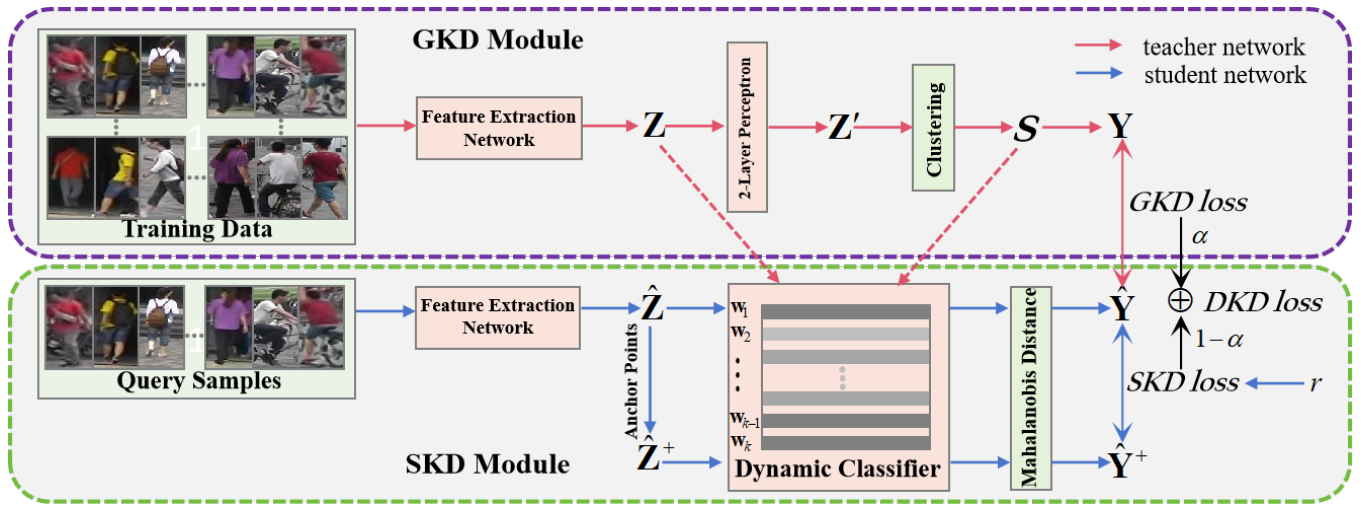 GKD Module
teacher network
student network
Training Data
1
Feature Extraction
Network
Z
2-Layer Perceptron
Z′
Clustering
S
Y
GKD loss
α
Query Samples
1
Feature Extraction
Network
Ẑ
Anchor Points
Ẑ⁺
SKD Module
w₁
w₂
wₖ₋₁
wₖ
Dynamic Classifier
Mahalanobis Distance
Ŷ
⊕ DKD loss
1−α
SKD loss
r
Ŷ⁺